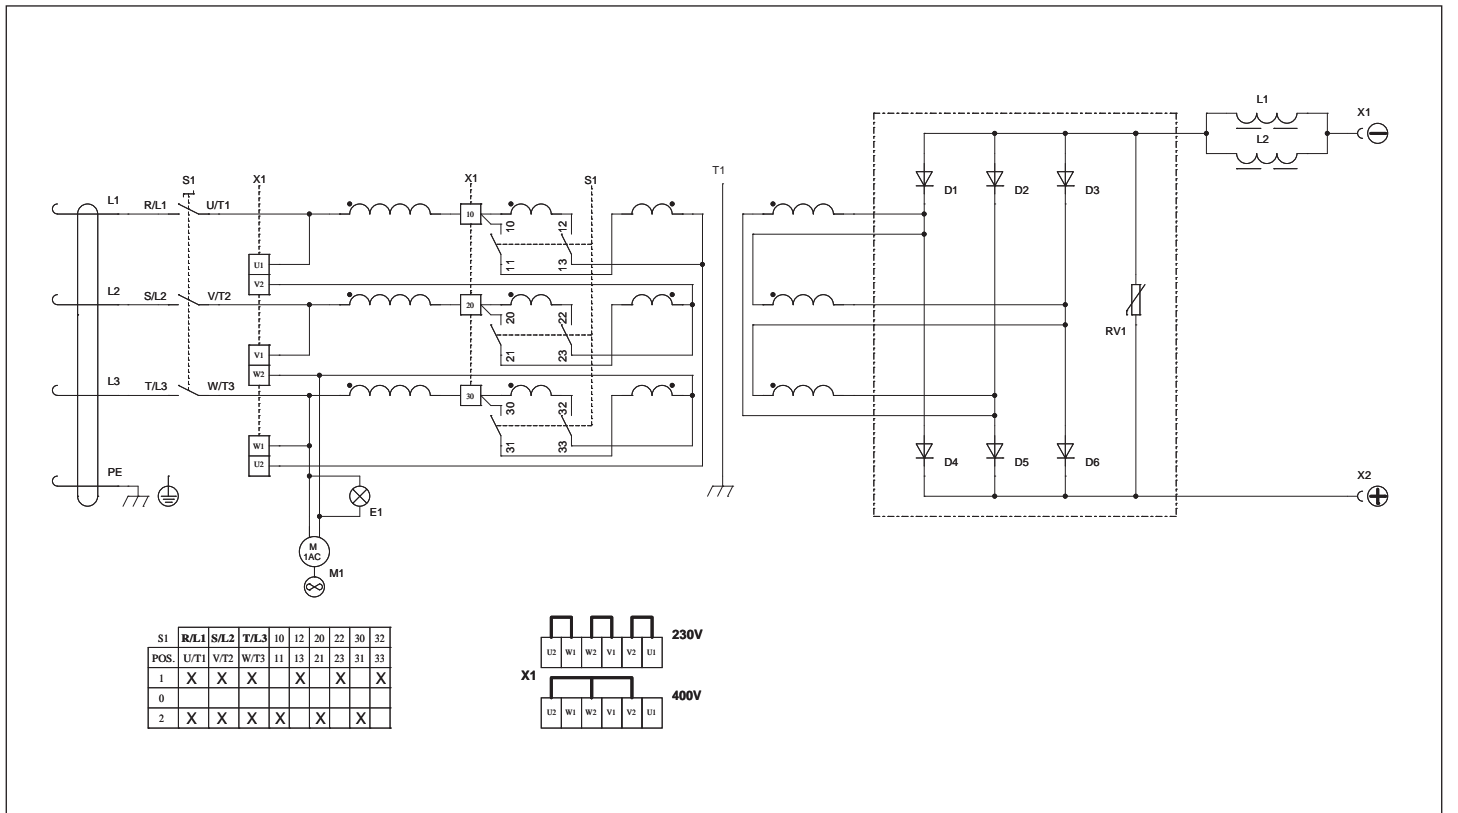 L1
X1
L2
T1
S1
X1
X1
S1
D1
D2
D3
L1
R/L1
U/T1
10
10
12
11
13
U1
V2
L2
S/L2
V/T2
20
20
22
21
23
RV1
V1
W2
L3
T/L3
W/T3
30
30
32
31
33
W1
U2
D4
D5
D6
PE
X2
E1
M
1AC
M1
S1 R/L1 S/L2 T/L3 10 12 20 22 30 32
POS. U/T1 V/T2 W/T3 11 13 21 23 31 33
1 X X X X X X
0
2 X X X X X X
230V
U2 W1 W2 V1 V2 U1
X1
400V
U2 W1 W2 V1 V2 U1